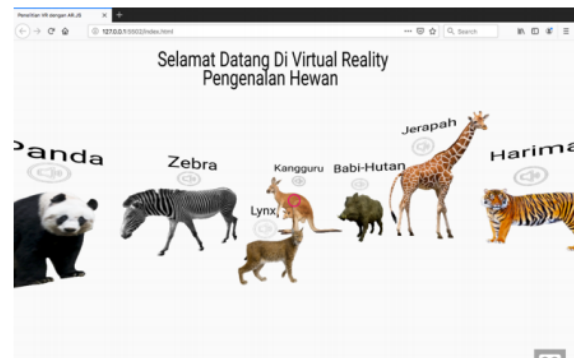 Penelitian VR dengan AR.JS
127.0.0.1:5502/index.html
Search
Selamat Datang Di Virtual Reality
Pengenalan Hewan
Panda
Zebra
Kangguru
Babi-Hutan
Jerapah
Harima
Lynx